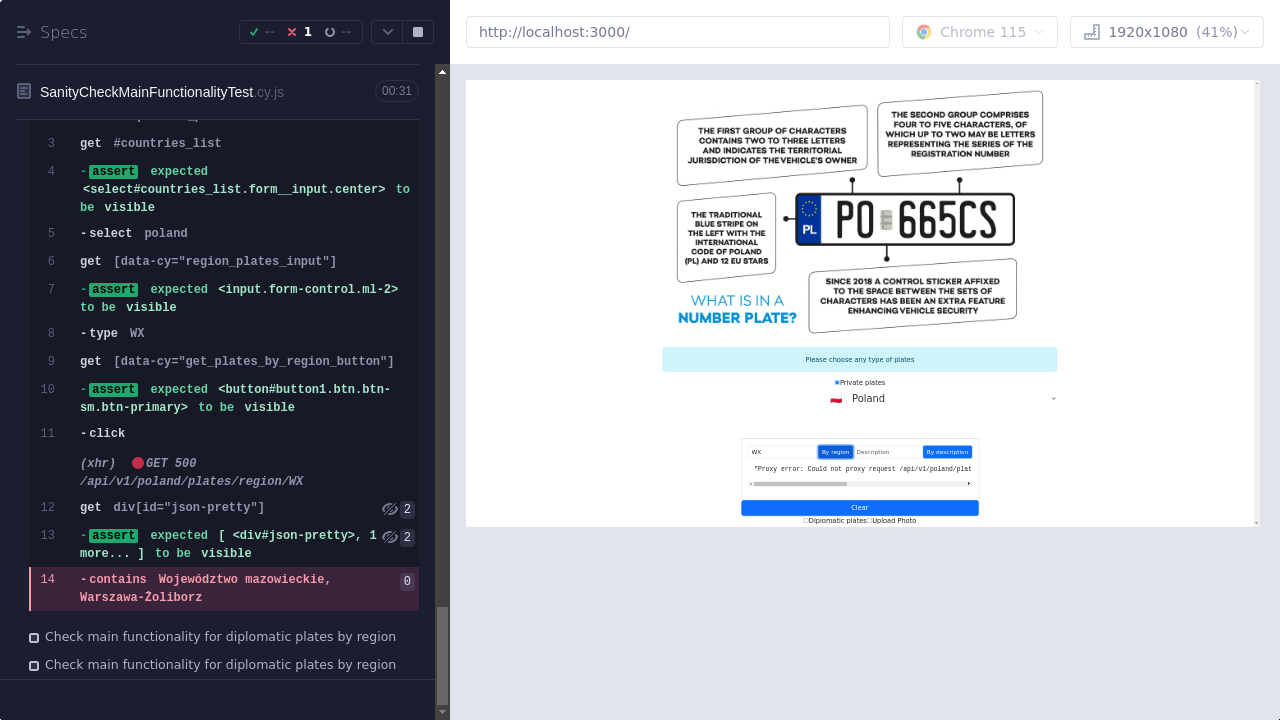 Specs
--
1
--
http://localhost:3000/
Chrome 115
1920x1080 (41%)
SanityCheckMainFunctionalityTest.cy.js
00:31
3 get #countries_list
4 -assert expected
<select#countries_list.form__input.center> to
be visible
5 -select poland
6 get [data-cy="region_plates_input"]
7 -assert expected <input.form-control.ml-2>
to be visible
8 -type WX
9 get [data-cy="get_plates_by_region_button"]
10 -assert expected <button#button1.btn.btn-
sm.btn-primary> to be visible
11 -click
(xhr) GET 500
/api/v1/poland/plates/region/WX
12 get div[id="json-pretty"] 2
13 -assert expected [ <div#json-pretty>, 1 2
more... ] to be visible
14 -contains Województwo mazowieckie, 0
Warszawa-Żoliborz
Check main functionality for diplomatic plates by region
Check main functionality for diplomatic plates by region
THE FIRST GROUP OF CHARACTERS
CONTAINS TWO TO THREE LETTERS
AND INDICATES THE TERRITORIAL
JURISDICTION OF THE VEHICLE'S OWNER
THE SECOND GROUP COMPRISES
FOUR TO FIVE CHARACTERS, OF
WHICH UP TO TWO MAY BE LETTERS
REPRESENTING THE SERIES OF THE
REGISTRATION NUMBER
THE TRADITIONAL
BLUE STRIPE ON
THE LEFT WITH THE
INTERNATIONAL
CODE OF POLAND
(PL) AND 12 EU STARS
PL
PO 665CS
SINCE 2018 A CONTROL STICKER AFFIXED
TO THE SPACE BETWEEN THE SETS OF
CHARACTERS HAS BEEN AN EXTRA FEATURE
ENHANCING VEHICLE SECURITY
WHAT IS IN A
NUMBER PLATE?
Please choose any type of plates
Private plates
Poland
WX
By region
Description
By description
"Proxy error: Could not proxy request /api/v1/poland/plat
Clear
Diplomatic plates Upload Photo